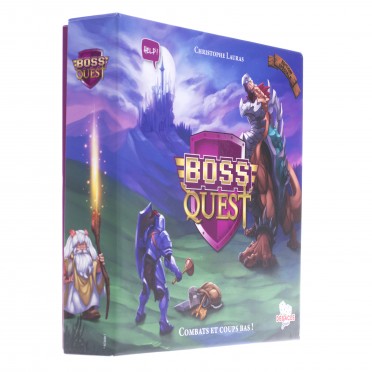 BOSS
QUEST
HELP!
CHRISTOPHE LAURAS
BOSS
QUEST
COMBATS ET COUPS BAS !